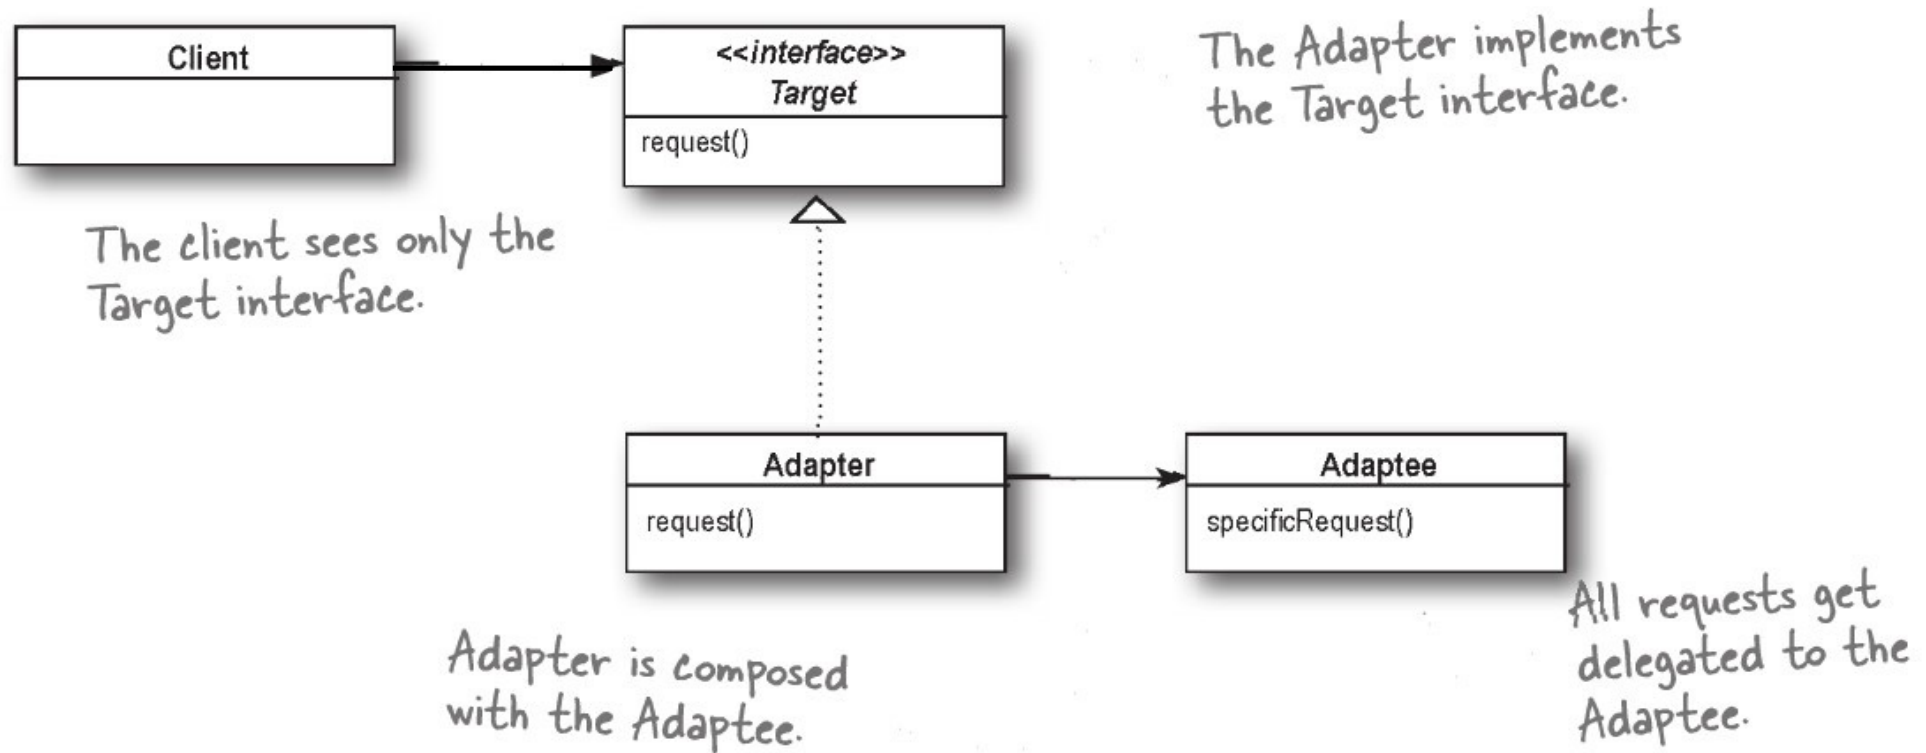 Client
<<interface>>
Target
request()
The Adapter implements
the Target interface.
The client sees only the
Target interface.
Adapter
request()
Adaptee
specificRequest()
Adapter is composed
with the Adaptee.
All requests get
delegated to the
Adaptee.